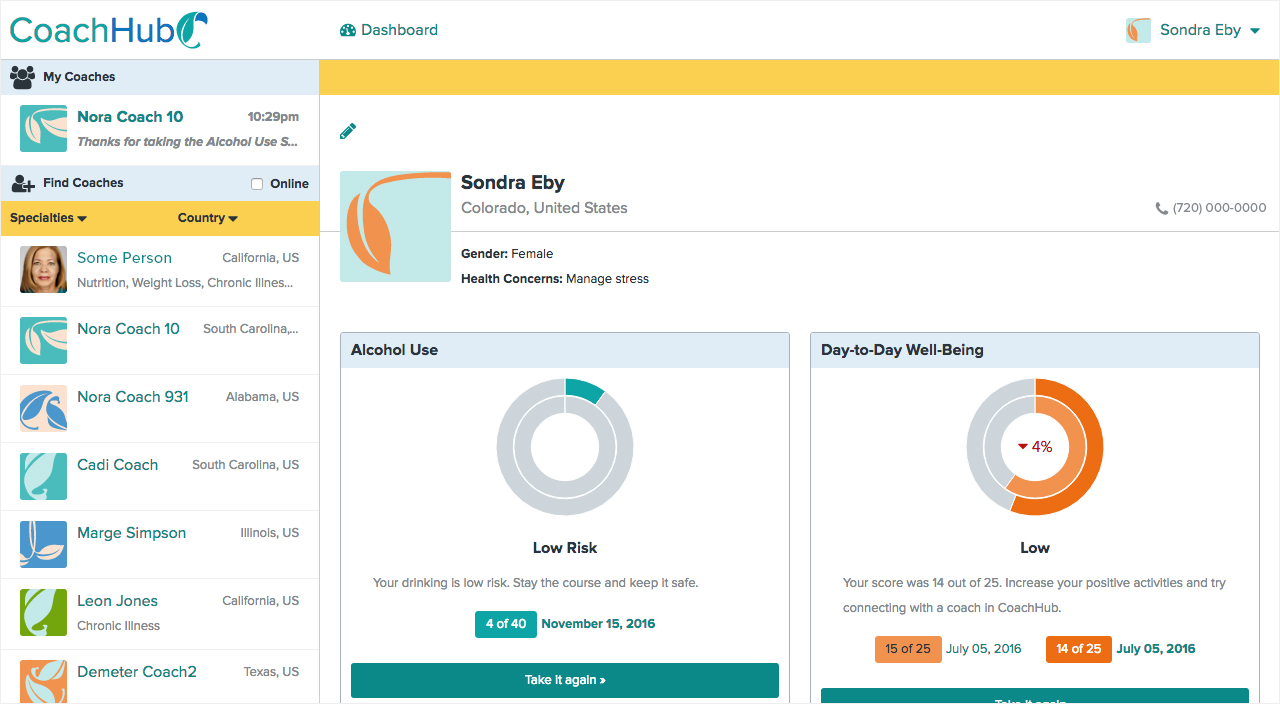 CoachHub
Dashboard
Sondra Eby
My Coaches
Nora Coach 10 10:29pm
Thanks for taking the Alcohol Use S...
Find Coaches Online
Specialties Country
Some Person California, US
Nutrition, Weight Loss, Chronic Illnes...
Nora Coach 10 South Carolina,...
Nora Coach 931 Alabama, US
Cadi Coach South Carolina, US
Marge Simpson Illinois, US
Leon Jones California, US
Chronic Illness
Demeter Coach2 Texas, US
Sondra Eby
Colorado, United States
(720) 000-0000
Gender: Female
Health Concerns: Manage stress
Alcohol Use
Low Risk
Your drinking is low risk. Stay the course and keep it safe.
4 of 40 November 15, 2016
Take it again »
Day-to-Day Well-Being
4%
Low
Your score was 14 out of 25. Increase your positive activities and try
connecting with a coach in CoachHub.
15 of 25 July 05, 2016 14 of 25 July 05, 2016
Take it again